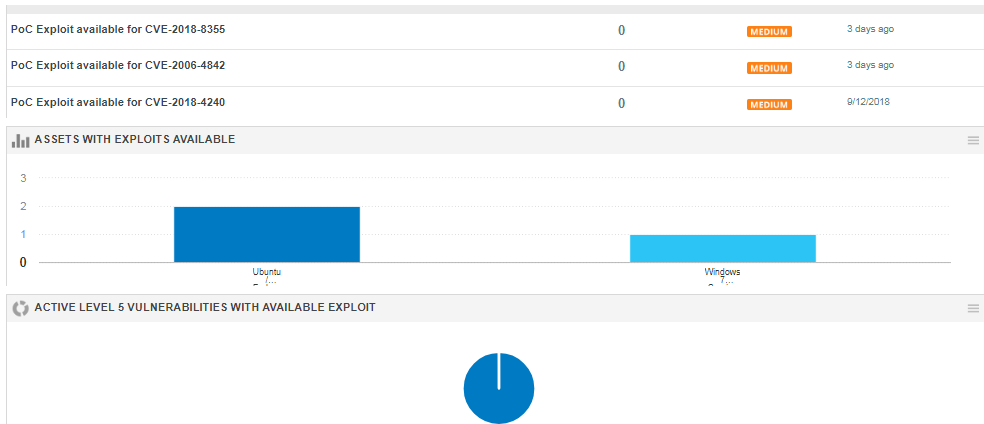 PoC Exploit available for CVE-2018-8355 0 MEDIUM 3 days ago
PoC Exploit available for CVE-2006-4842 0 MEDIUM 3 days ago
PoC Exploit available for CVE-2018-4240 0 MEDIUM 9/12/2018
ASSETS WITH EXPLOITS AVAILABLE
3
2
1
0
Ubuntu Windows
/... 7...
ACTIVE LEVEL 5 VULNERABILITIES WITH AVAILABLE EXPLOIT